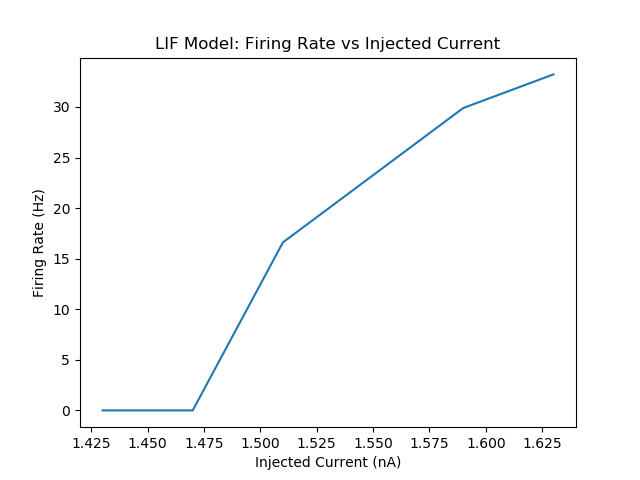 LIF Model: Firing Rate vs Injected Current
30
25
20
15
10
5
0
Firing Rate (Hz)
1.425 1.450 1.475 1.500 1.525 1.550 1.575 1.600 1.625
Injected Current (nA)